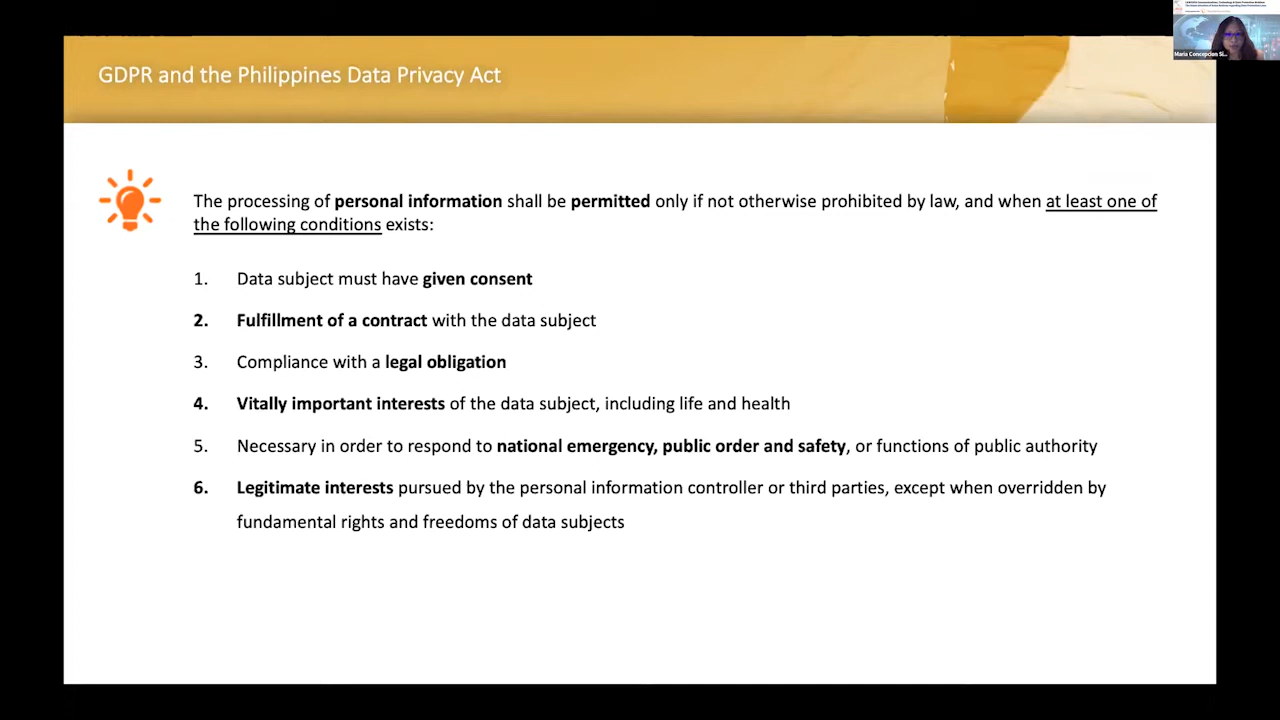 GDPR and the Philippines Data Privacy Act
The processing of personal information shall be permitted only if not otherwise prohibited by law, and when at least one of
the following conditions exists:
1. Data subject must have given consent
2. Fulfillment of a contract with the data subject
3. Compliance with a legal obligation
4. Vitally important interests of the data subject, including life and health
5. Necessary in order to respond to national emergency, public order and safety, or functions of public authority
6. Legitimate interests pursued by the personal information controller or third parties, except when overridden by
fundamental rights and freedoms of data subjects
Maria Concepcion Si...